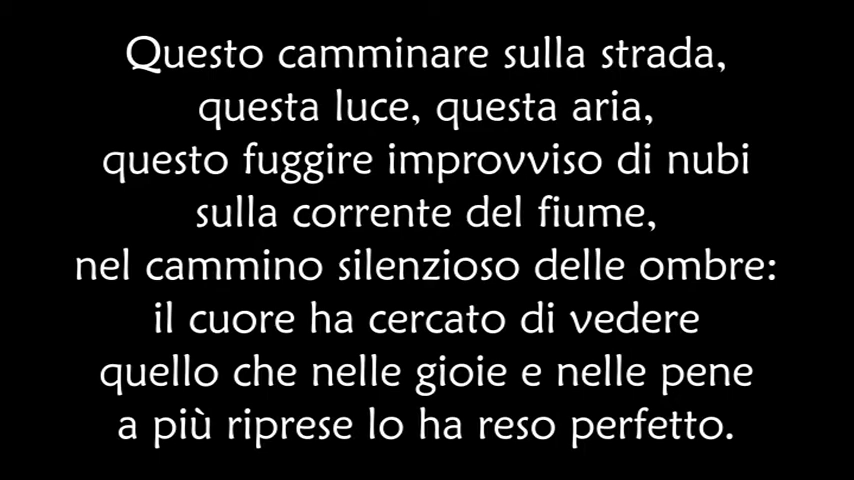 Questo camminare sulla strada,
questa luce, questa aria,
questo fuggire improvviso di nubi
sulla corrente del fiume,
nel cammino silenzioso delle ombre:
il cuore ha cercato di vedere
quello che nelle gioie e nelle pene
a più riprese lo ha reso perfetto.